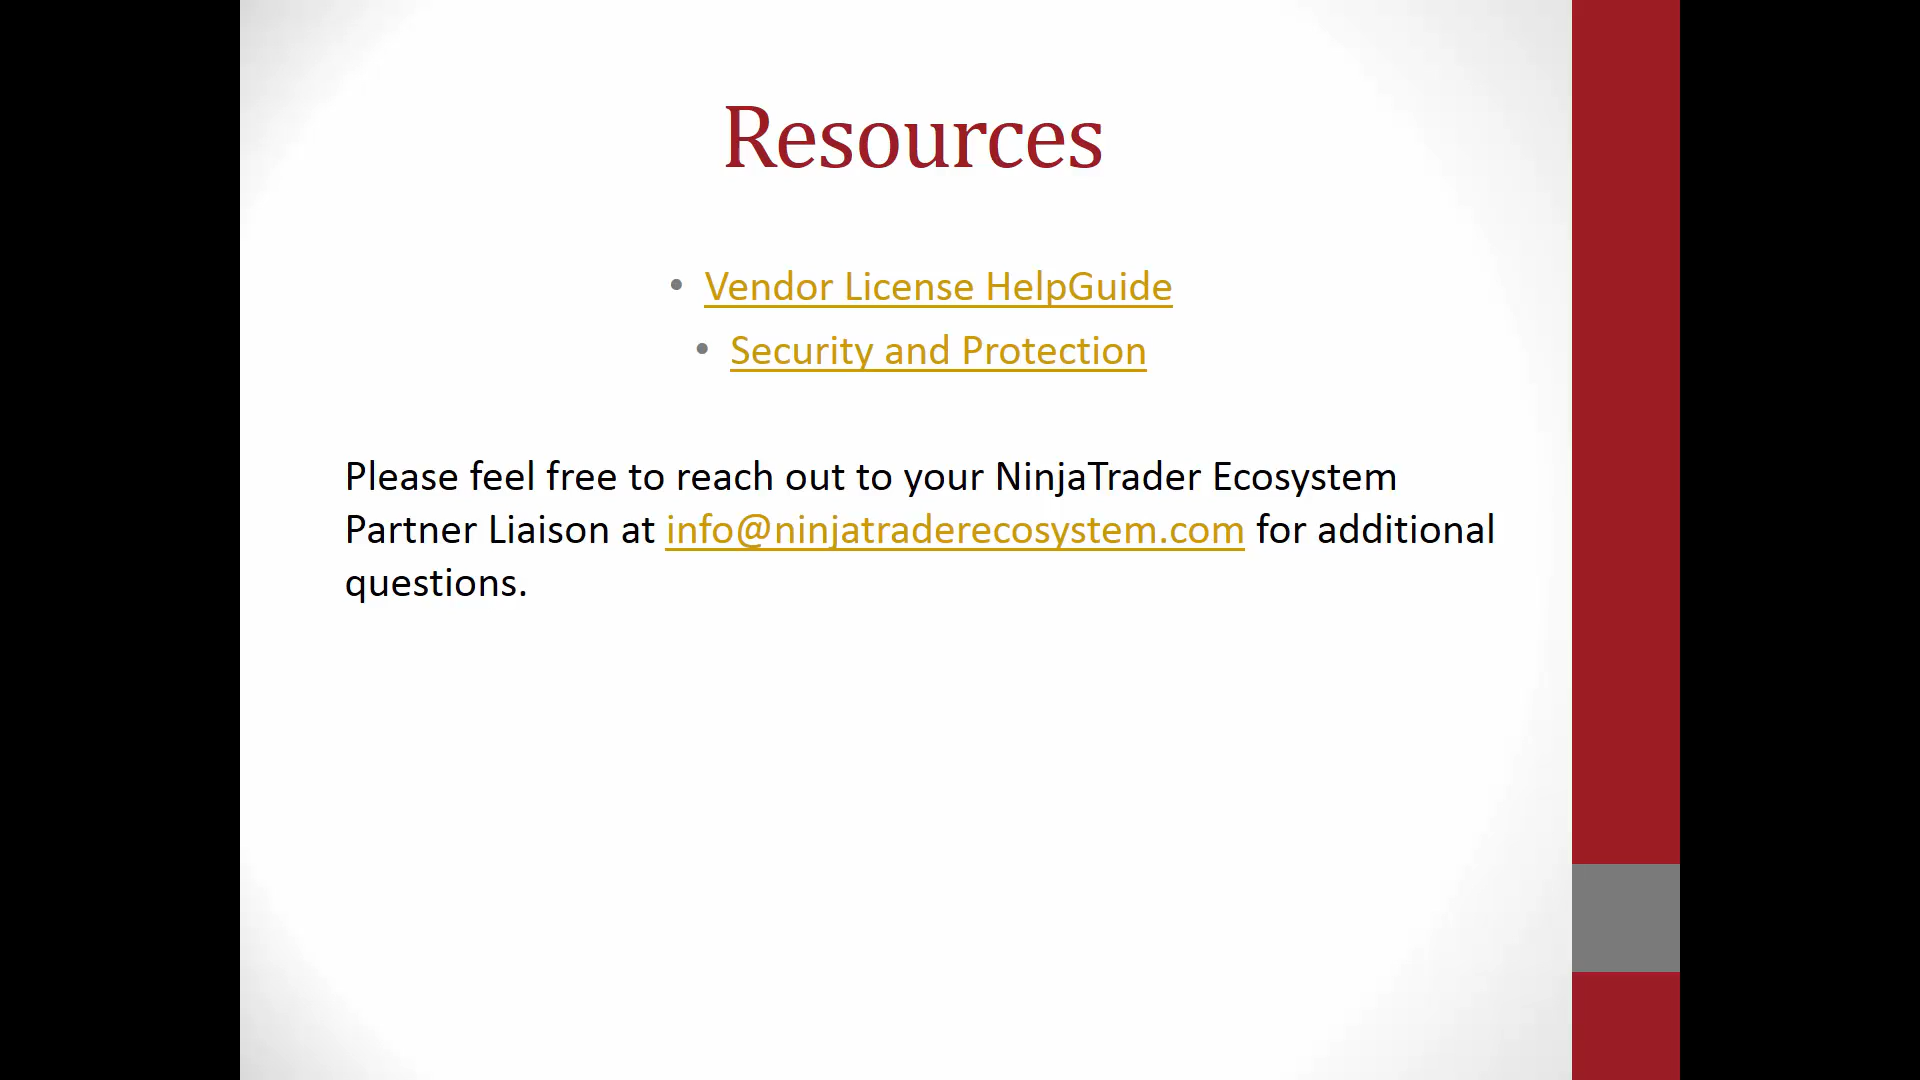 Resources
• Vendor License HelpGuide
• Security and Protection
Please feel free to reach out to your NinjaTrader Ecosystem
Partner Liaison at info@ninjatraderecosystem.com for additional
questions.